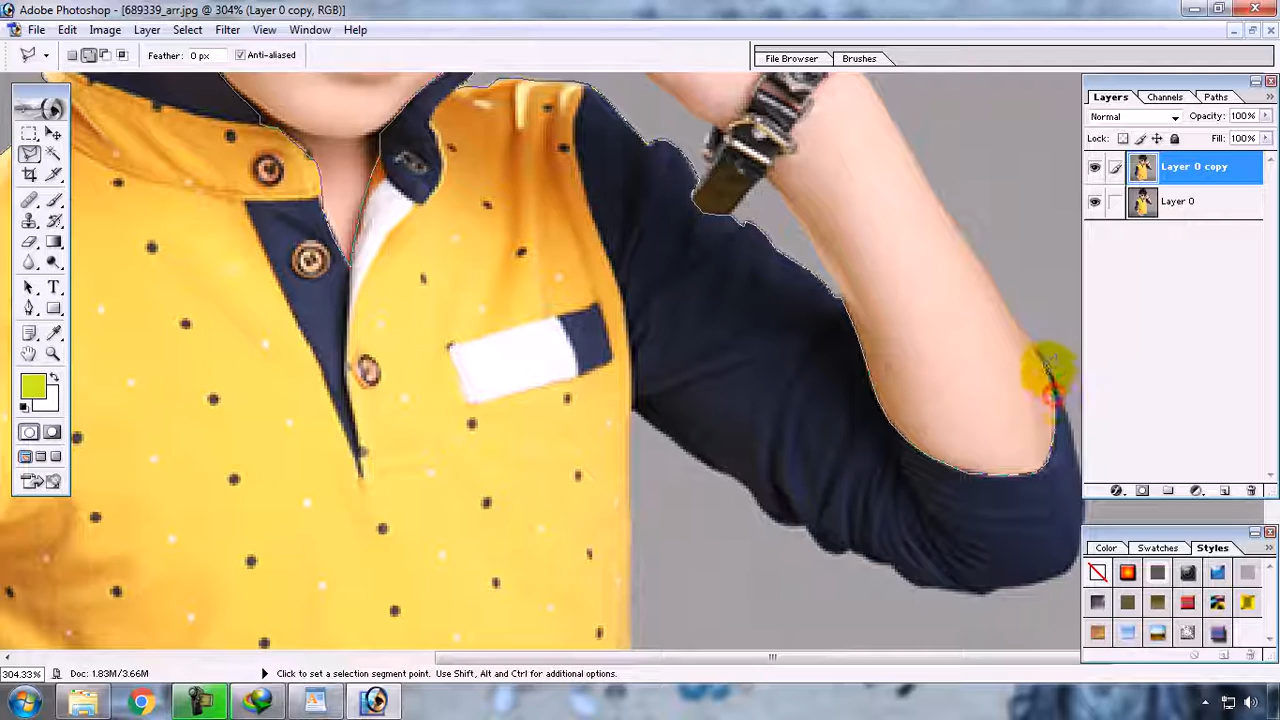 Adobe Photoshop - [689339_arr.jpg @ 304% (Layer 0 copy, RGB)]
File Edit Image Layer Select Filter View Window Help
Feather: 0 px Anti-aliased File Browser Brushes
Layers Channels Paths
Normal Opacity: 100%
Lock: Fill: 100%
Layer 0 copy
Layer 0
Color Swatches Styles
304.33% Doc: 1.83M/3.66M Click to set a selection segment point. Use Shift, Alt and Ctrl for additional options.